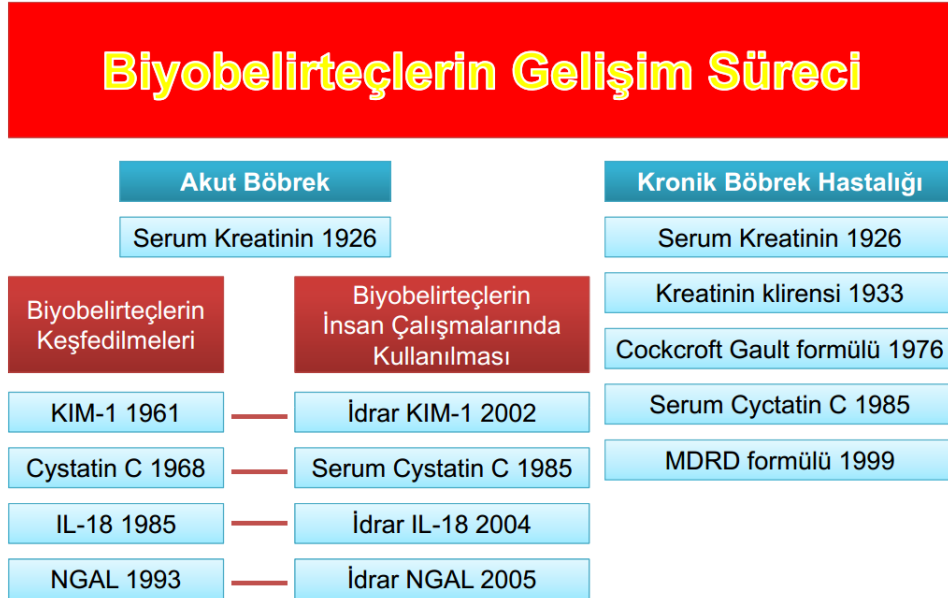 Biyobelirteçlerin Gelişim Süreci
Akut Böbrek
Serum Kreatinin 1926
Biyobelirteçlerin
Keşfedilmeleri
Biyobelirteçlerin
İnsan Çalışmalarında
Kullanılması
KIM-1 1961
İdrar KIM-1 2002
Cystatin C 1968
Serum Cystatin C 1985
IL-18 1985
İdrar IL-18 2004
NGAL 1993
İdrar NGAL 2005
Kronik Böbrek Hastalığı
Serum Kreatinin 1926
Kreatinin klirensi 1933
Cockcroft Gault formülü 1976
Serum Cyctatin C 1985
MDRD formülü 1999